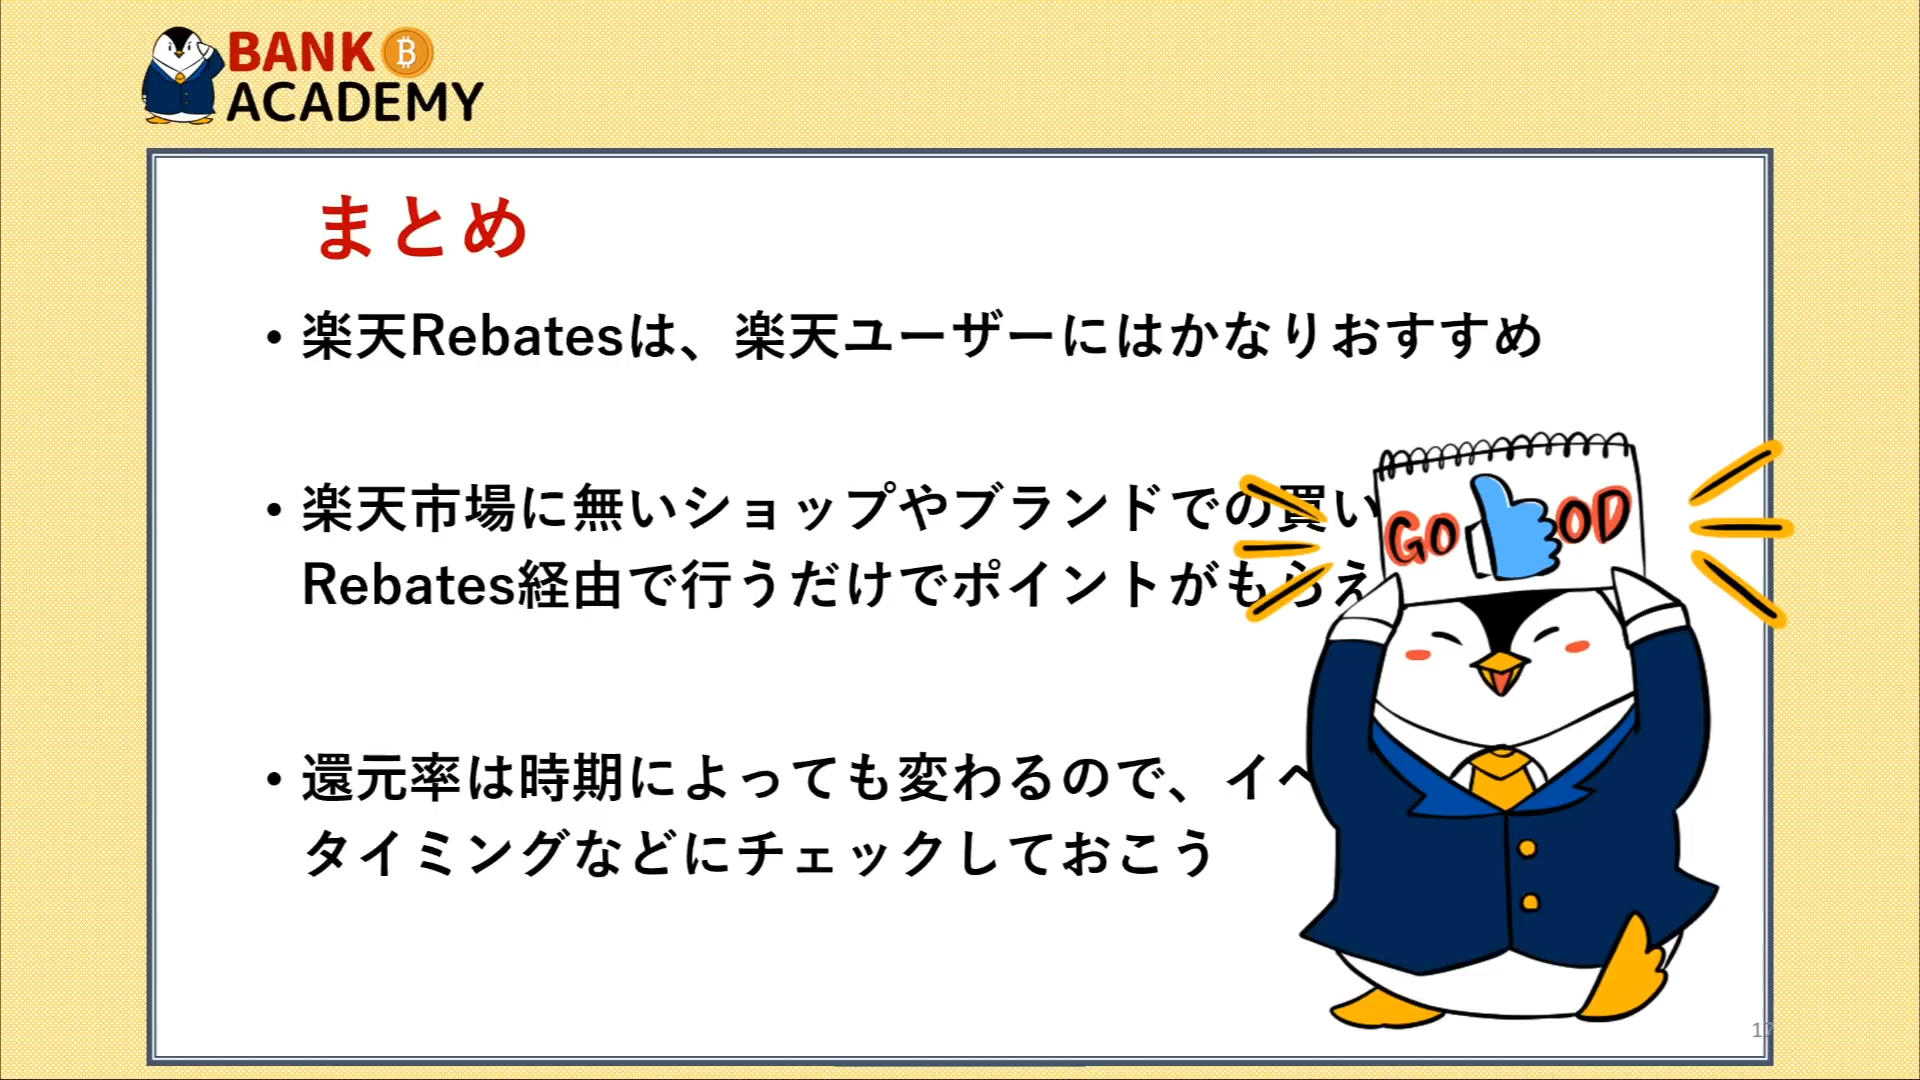 BANK
ACADEMY
まとめ
• 楽天Rebatesは、楽天ユーザーにはかなりおすすめ
• 楽天市場に無いショップやブランドでの買い
Rebates経由で行うだけでポイントがもらえ
• 還元率は時期によっても変わるので、イベ
タイミングなどにチェックしておこう
GO OD